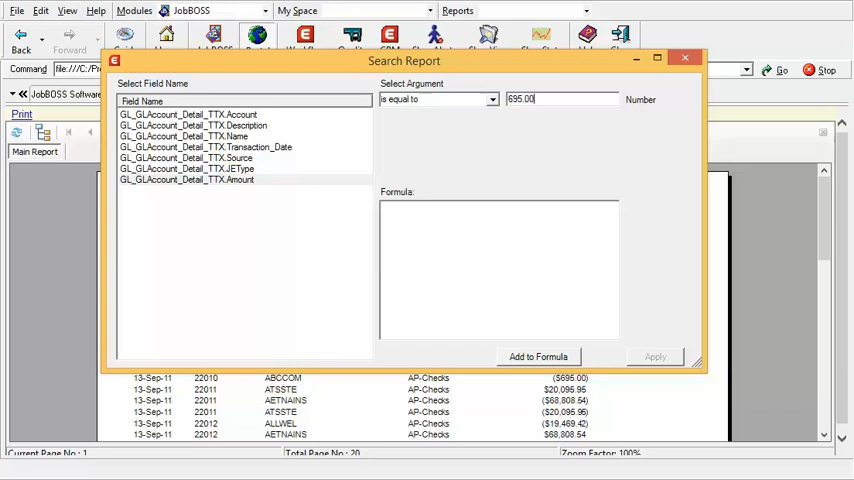 File Edit View Modules JobBOSS My Space Reports
Back Forward JobBOSS Help
Command file:///C:/Pr Go Stop
JobBOSS Softwar
Search Report
Print
Main Report
Select Field Name
Field Name
GL_GLAccount_Detail_TTX.Account
GL_GLAccount_Detail_TTX.Description
GL_GLAccount_Detail_TTX.Name
GL_GLAccount_Detail_TTX.Transaction_Date
GL_GLAccount_Detail_TTX.Source
GL_GLAccount_Detail_TTX.JEType
GL_GLAccount_Detail_TTX.Amount
Select Argument
is equal to 695.00 Number
Formula:
Add to Formula Apply
13-Sep-11 22010 ABCCOM AP-Checks ($695.00)
13-Sep-11 22011 ATSSTE AP-Checks $20,095.95
13-Sep-11 22011 AETNAINS AP-Checks ($68,808.54)
13-Sep-11 22011 ATSSTE AP-Checks ($20,095.95)
13-Sep-11 22012 ALLWEL AP-Checks ($19,469.42)
13-Sep-11 22012 AETNAINS AP-Checks $68,808.54
Current Page No.: 1 Total Page No.: 20 Zoom Factor: 100%